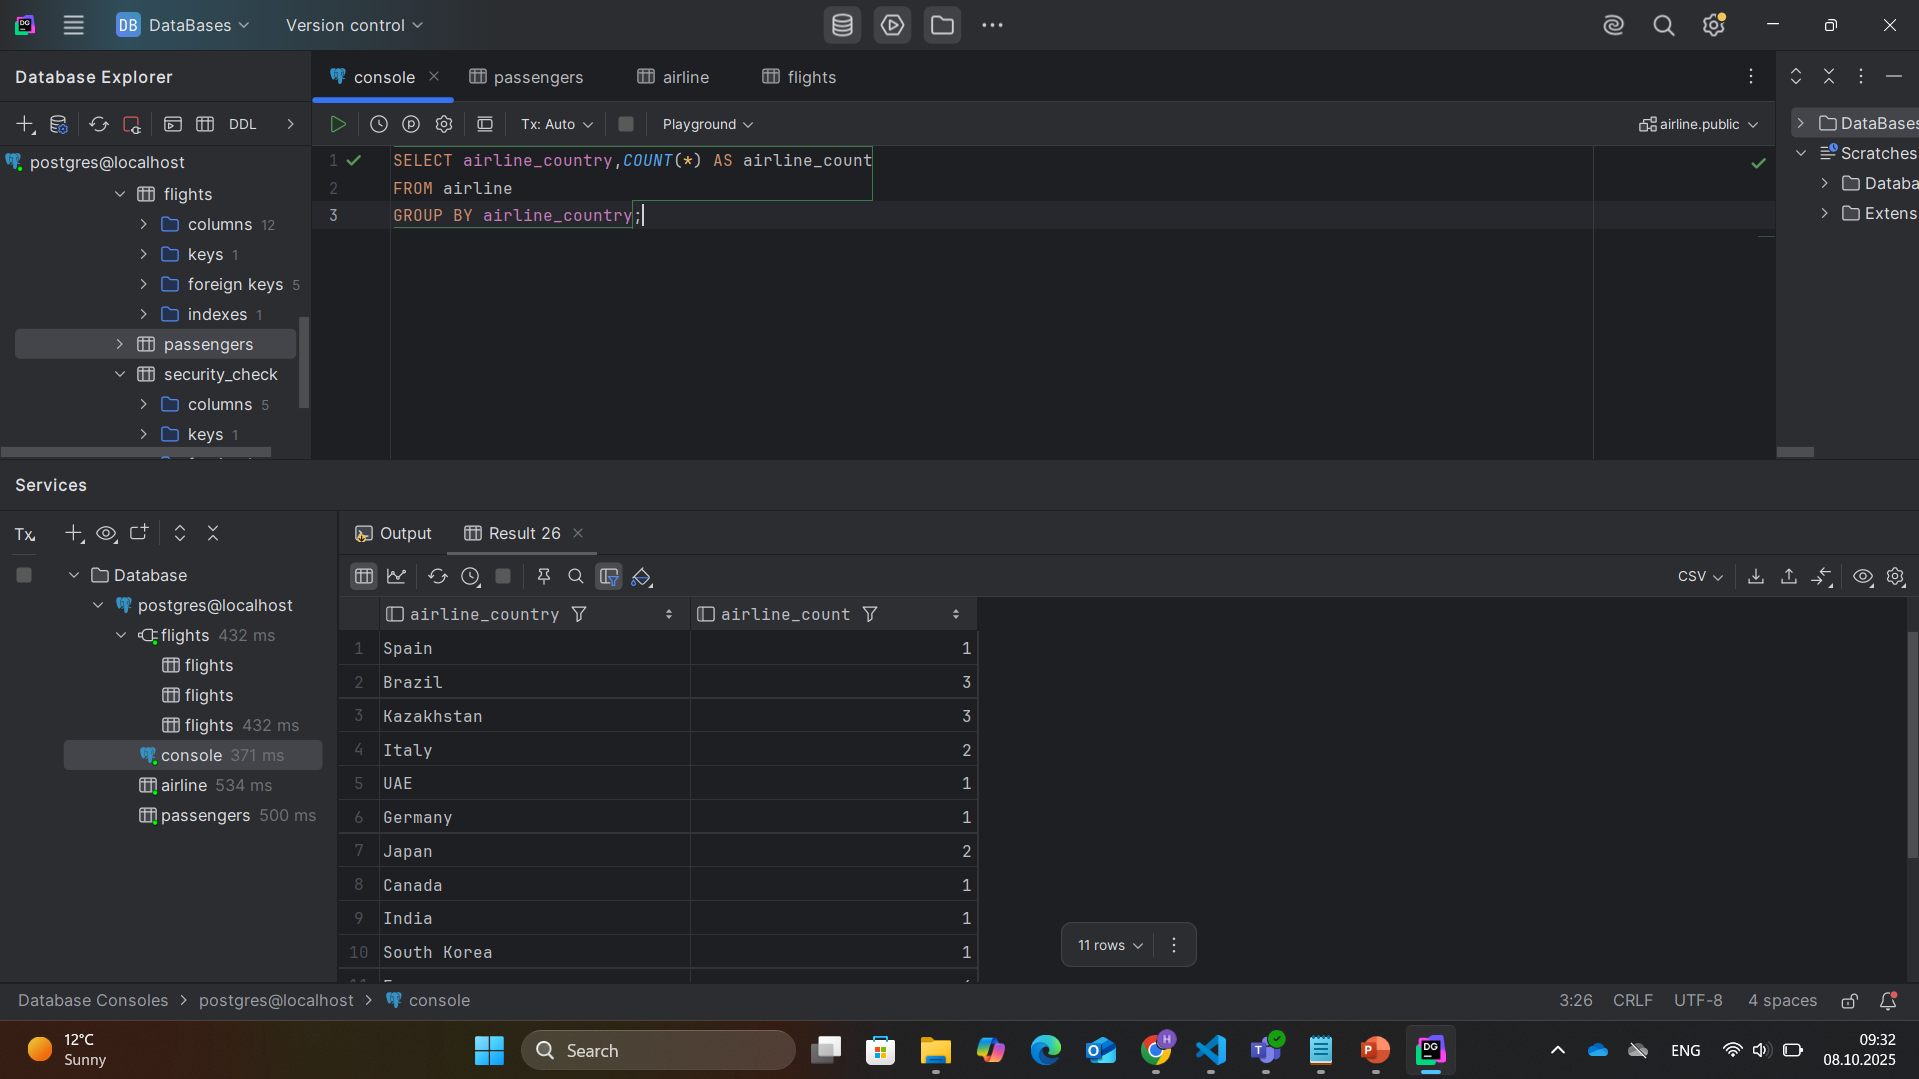 DB DataBases Version control
Database Explorer
console passengers airline flights
DDL
Tx: Auto Playground airline.public
postgres@localhost
flights
columns 12
keys 1
foreign keys 5
indexes 1
passengers
security_check
columns 5
keys 1
1 SELECT airline_country,COUNT(*) AS airline_count
2 FROM airline
3 GROUP BY airline_country;
DataBases
Scratches
Databa
Extens
Services
Tx
Database
postgres@localhost
flights 432 ms
flights
flights
flights 432 ms
console 371 ms
airline 534 ms
passengers 500 ms
Output Result 26
CSV
airline_country airline_count
1 Spain 1
2 Brazil 3
3 Kazakhstan 3
4 Italy 2
5 UAE 1
6 Germany 1
7 Japan 2
8 Canada 1
9 India 1
10 South Korea 1
11 rows
Database Consoles > postgres@localhost > console
3:26 CRLF UTF-8 4 spaces
12°C
Sunny
Search
ENG
09:32
08.10.2025